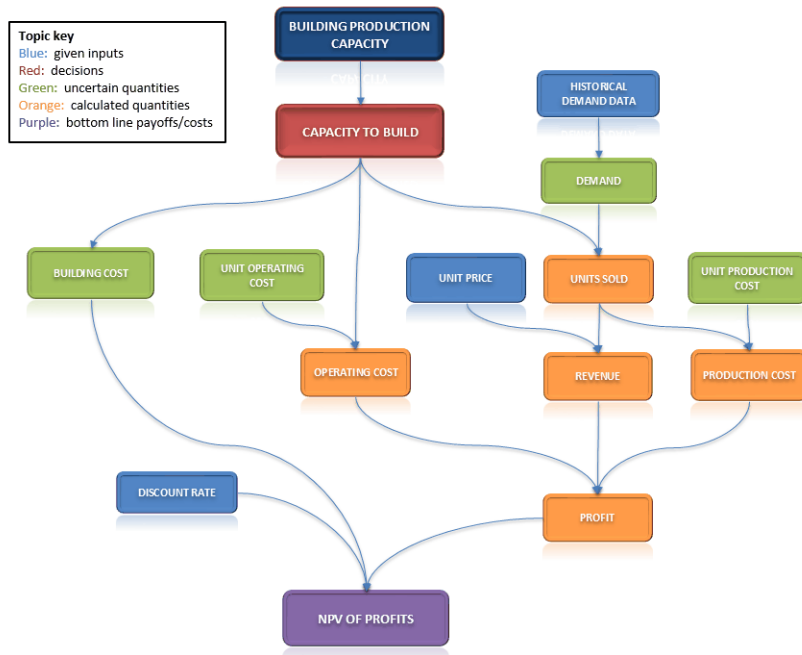 BUILDING PRODUCTION
CAPACITY
Topic key
Blue: given inputs
Red: decisions
Green: uncertain quantities
Orange: calculated quantities
Purple: bottom line payoffs/costs
HISTORICAL
DEMAND DATA
CAPACITY TO BUILD
DEMAND
BUILDING COST
UNIT OPERATING
COST
UNIT PRICE
UNITS SOLD
UNIT PRODUCTION
COST
OPERATING COST
REVENUE
PRODUCTION COST
DISCOUNT RATE
PROFIT
NPV OF PROFITS